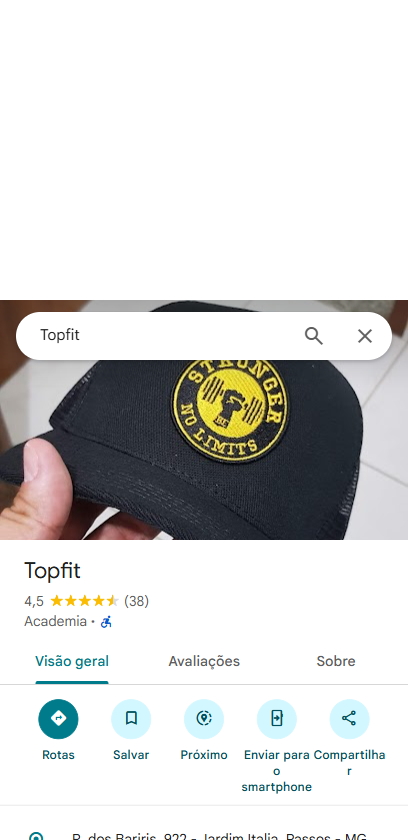 Topfit
STRONGER
NO LIMITS
Topfit
4,5 (38)
Academia ·
Visão geral Avaliações Sobre
Rotas Salvar Próximo Enviar para o smartphone Compartilhar
R. dos Bariris, 922 - Jardim Italia, Passos - MG,